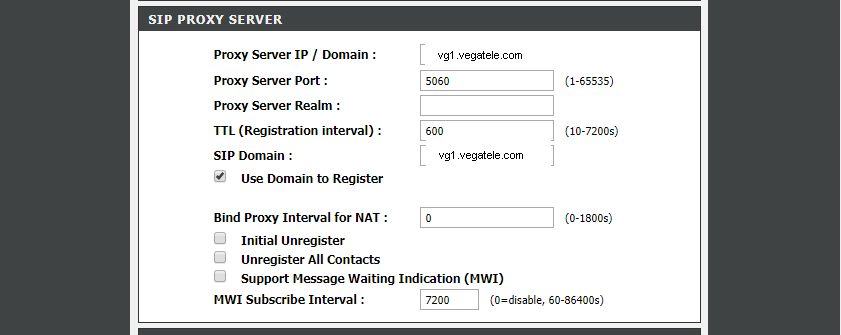 SIP PROXY SERVER
Proxy Server IP / Domain : vg1.vegatele.com
Proxy Server Port : 5060 (1-65535)
Proxy Server Realm :
TTL (Registration interval) : 600 (10-7200s)
SIP Domain : vg1.vegatele.com
Use Domain to Register
Bind Proxy Interval for NAT : 0 (0-1800s)
Initial Unregister
Unregister All Contacts
Support Message Waiting Indication (MWI)
MWI Subscribe Interval : 7200 (0=disable, 60-86400s)